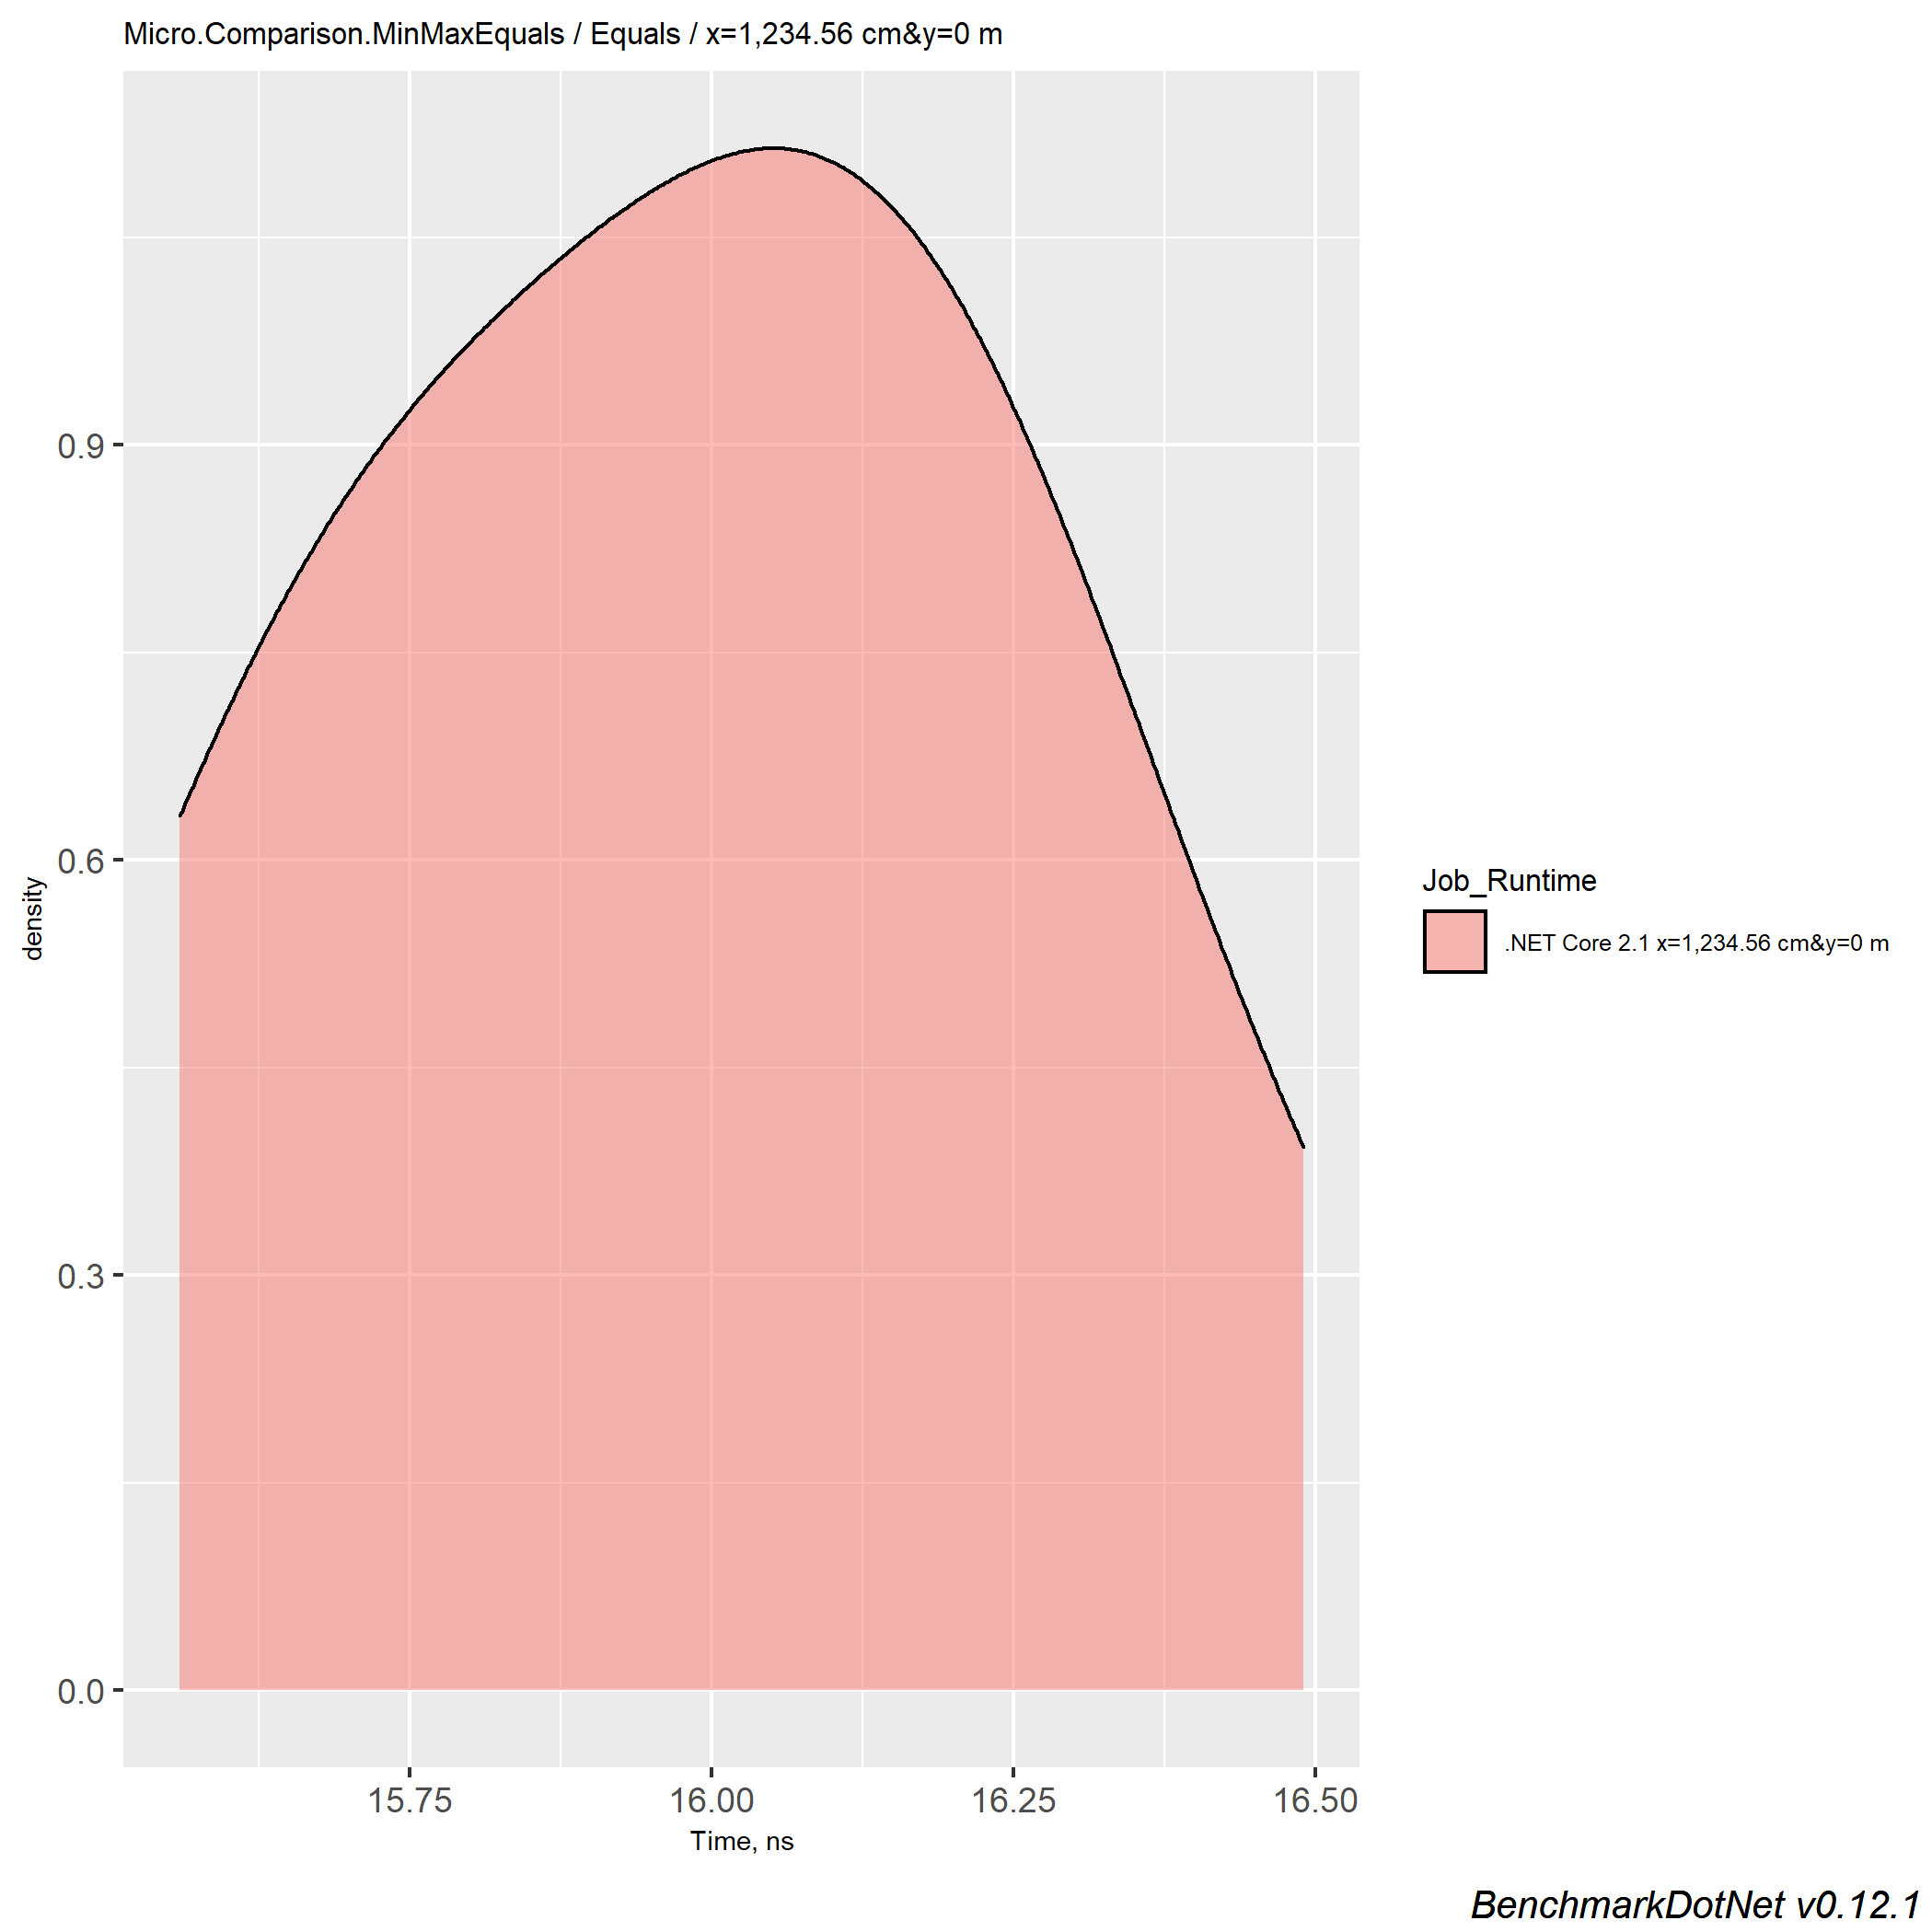 Micro.Comparison.MinMaxEquals / Equals / x=1,234.56 cm&y=0 m
density
0.9
0.6
0.3
0.0
15.75 16.00 16.25 16.50
Time, ns
Job_Runtime
.NET Core 2.1 x=1,234.56 cm&y=0 m
BenchmarkDotNet v0.12.1